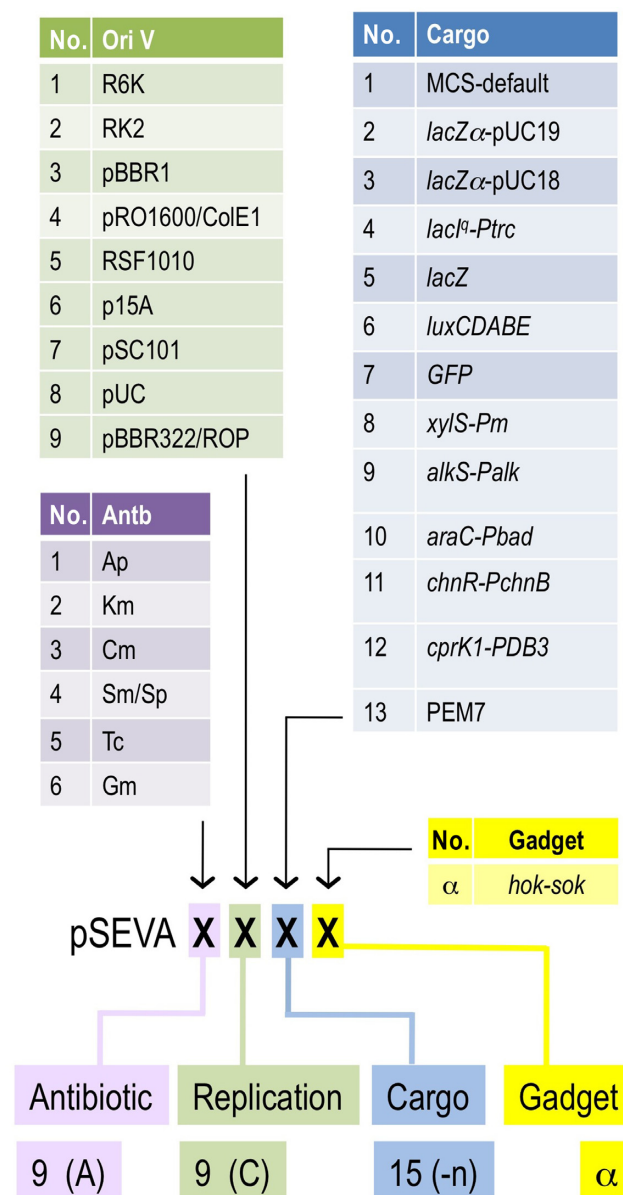 No. Ori V
1 R6K
2 RK2
3 pBBR1
4 pRO1600/ColE1
5 RSF1010
6 p15A
7 pSC101
8 pUC
9 pBBR322/ROP
No. Cargo
1 MCS-default
2 lacZα-pUC19
3 lacZα-pUC18
4 lacIq-Ptrc
5 lacZ
6 luxCDABE
7 GFP
8 xylS-Pm
9 alkS-Palk
10 araC-Pbad
11 chnR-PchnB
12 cprK1-PDB3
13 PEM7
No. Antb
1 Ap
2 Km
3 Cm
4 Sm/Sp
5 Tc
6 Gm
No. Gadget
α hok-sok
pSEVA X X X X
Antibiotic Replication Cargo Gadget
9 (A) 9 (C) 15 (-n) α